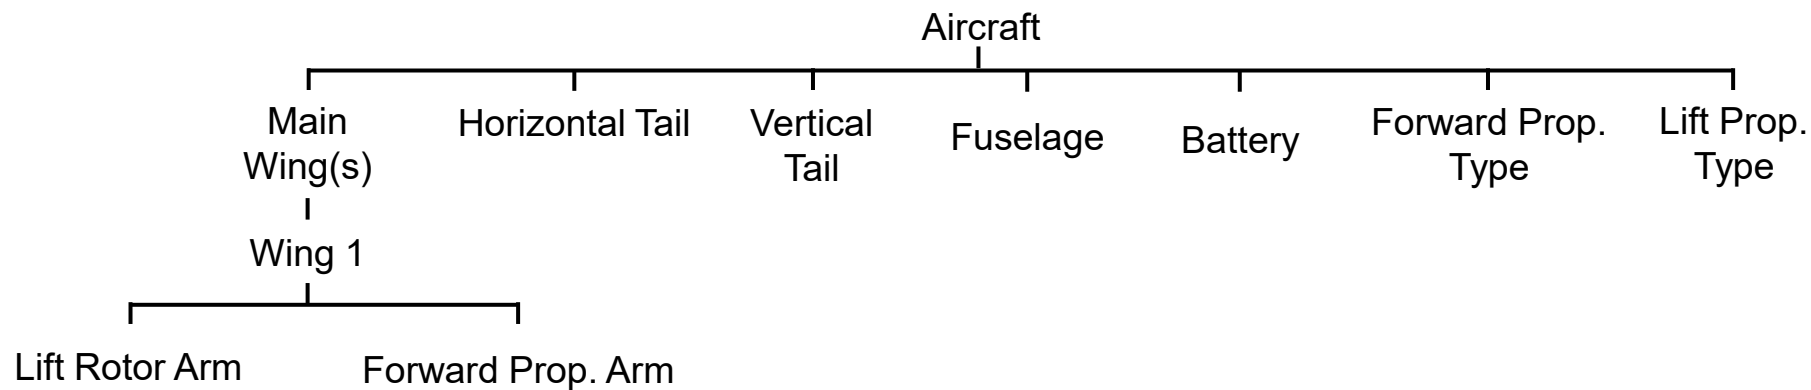 Aircraft
Main
Wing(s)
Horizontal Tail
Vertical
Tail
Fuselage
Battery
Forward Prop.
Type
Lift Prop.
Type
Wing 1
Lift Rotor Arm
Forward Prop. Arm